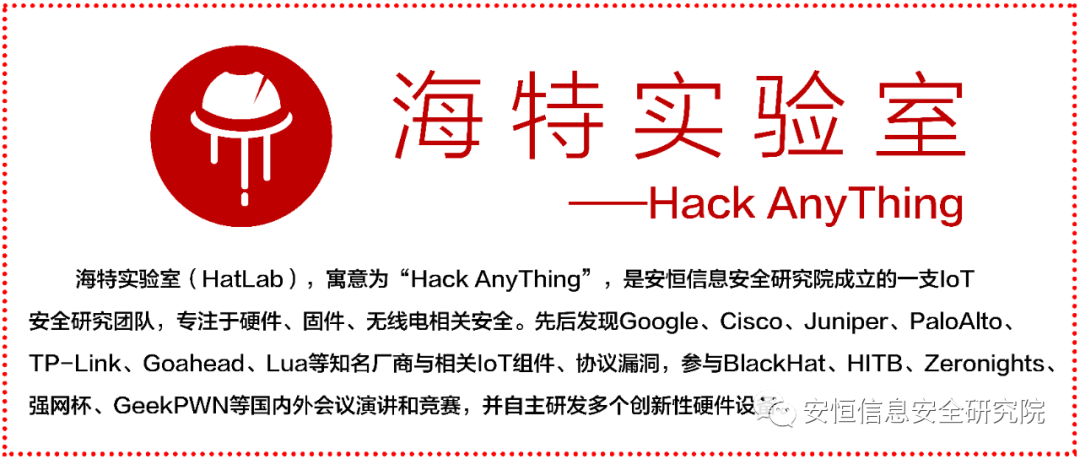 海特实验室
——Hack AnyThing
海特实验室（HatLab），寓意为“Hack AnyThing”，是安恒信息安全研究院成立的一支IoT
安全研究团队，专注于硬件、固件、无线电相关安全。先后发现Google、Cisco、Juniper、PaloAlto、
TP-Link、Goahead、Lua等知名厂商与相关IoT组件、协议漏洞，参与BlackHat、HITB、Zeronights、
强网杯、GeekPWN等国内外会议演讲和竞赛，并自主研发多个创新性硬件设
安恒信息安全研究院